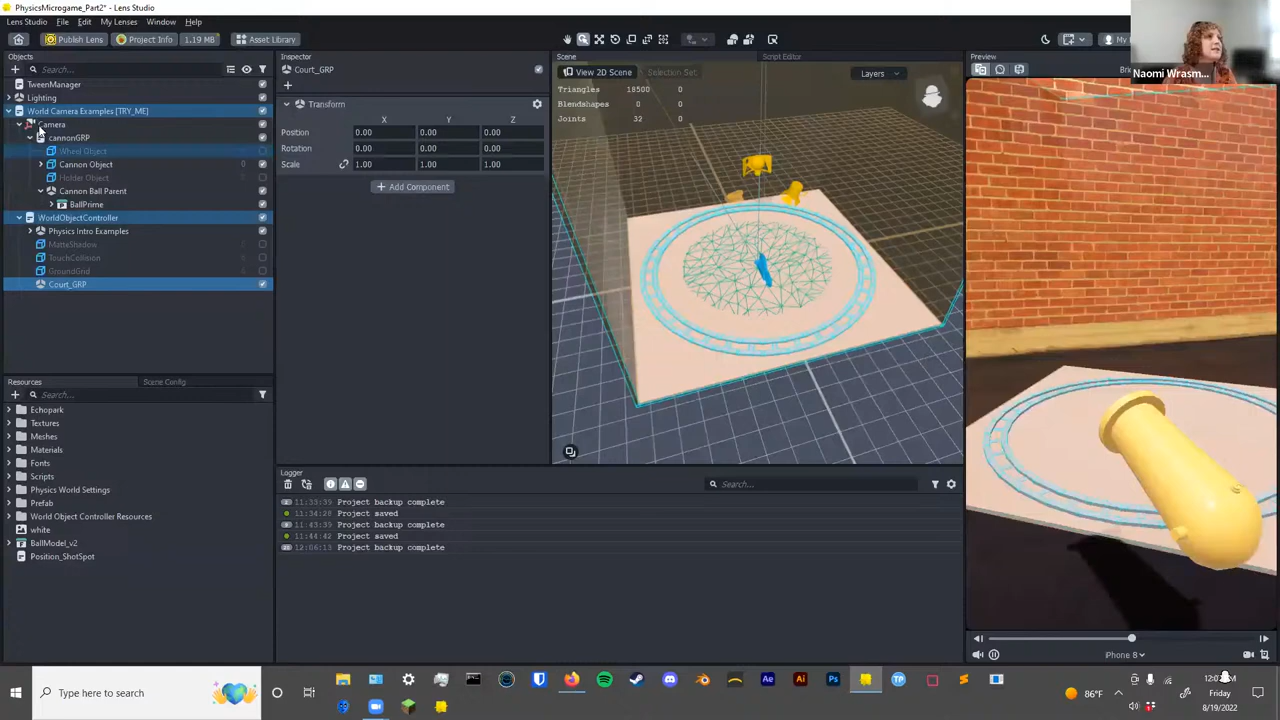 PhysicsMicrogame_Part2*
Lens Studio File Edit My Lenses Window Help
Publish Lens Project Info 1.19 MB Asset Library
Naomi Wrasm...
Objects
Search...
TweenManager
Lighting
World Camera Examples [TRY_ME]
Camera
cannonGRP
Wheel Object
Cannon Object 0
Holder Object 0
Cannon Ball Parent
BallPrime
WorldObjectController
Physics Intro Examples
MatteShadow
TouchCollision
GroundGrid
Court_GRP
Resources Scene Config
Search...
Echopark
Textures
Meshes
Materials
Fonts
Scripts
Physics World Settings
Prefab
World Object Controller Resources
white
BallModel_v2
Position_ShotSpot
Inspector
Court_GRP
Transform
X Y Z
Position 0.00 0.00 0.00
Rotation 0.00 0.00 0.00
Scale 1.00 1.00 1.00
+ Add Component
Scene Script Editor
View 2D Scene Selection Set Layers
Triangles 18500 0
Blendshapes 0 0
Joints 32 0
Logger
Search...
11:33:39 Project backup complete
11:34:28 Project saved
11:43:39 Project backup complete
11:44:42 Project saved
12:06:13 Project backup complete
Preview
iPhone 8
Type here to search
86°F
Friday
8/19/2022